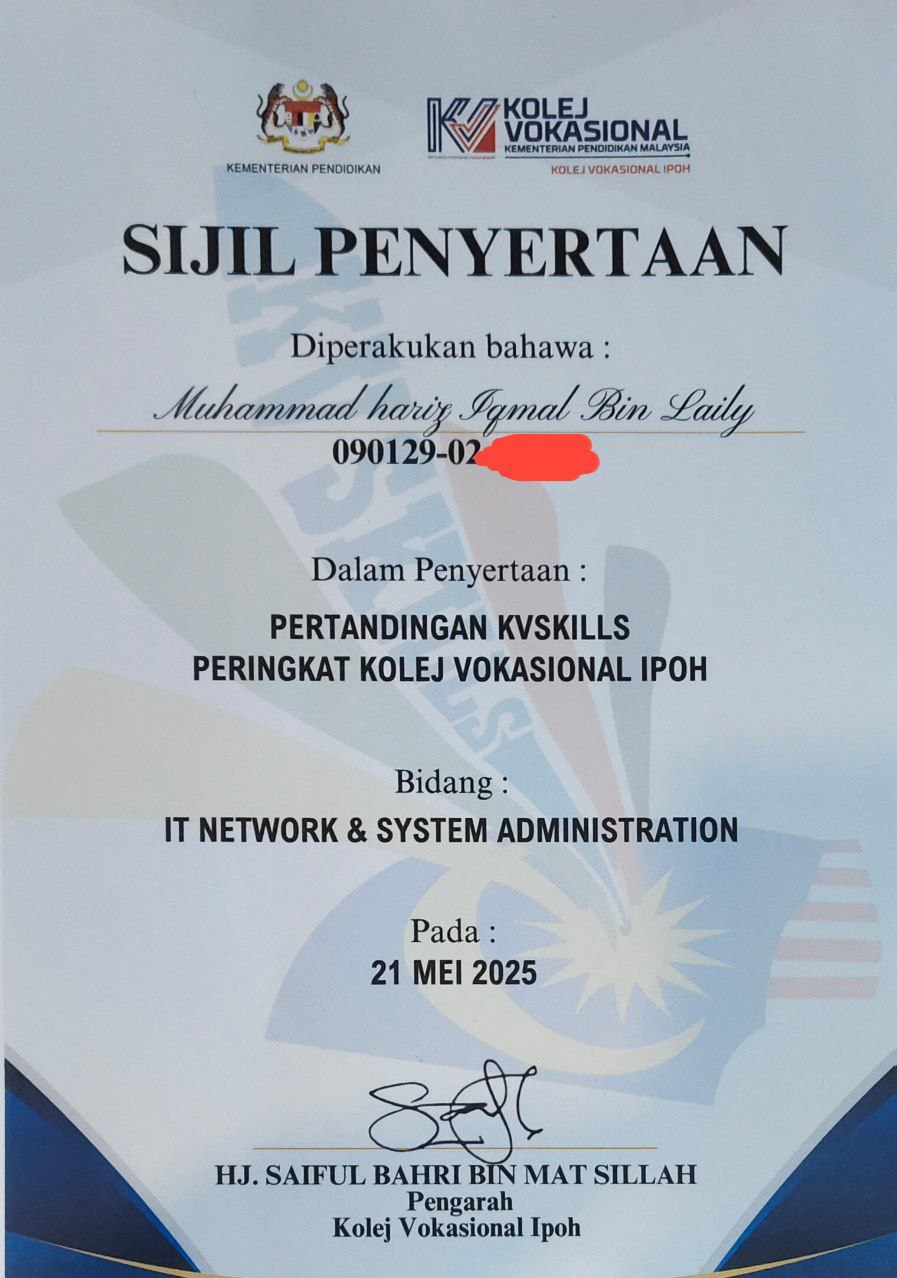 KEMENTERIAN PENDIDIKAN
KV KOLEJ
VOKASIONAL
KEMENTERIAN PENDIDIKAN MALAYSIA
KOLEJ VOKASIONAL IPOH
SIJIL PENYERTAAN
Diperakukan bahawa :
Muhammad hariz Iqmal Bin Laily
090129-02
Dalam Penyertaan :
PERTANDINGAN KVSKILLS
PERINGKAT KOLEJ VOKASIONAL IPOH
Bidang :
IT NETWORK & SYSTEM ADMINISTRATION
Pada :
21 MEI 2025
HJ. SAIFUL BAHRI BIN MAT SILLAH
Pengarah
Kolej Vokasional Ipoh
KVSKILLS